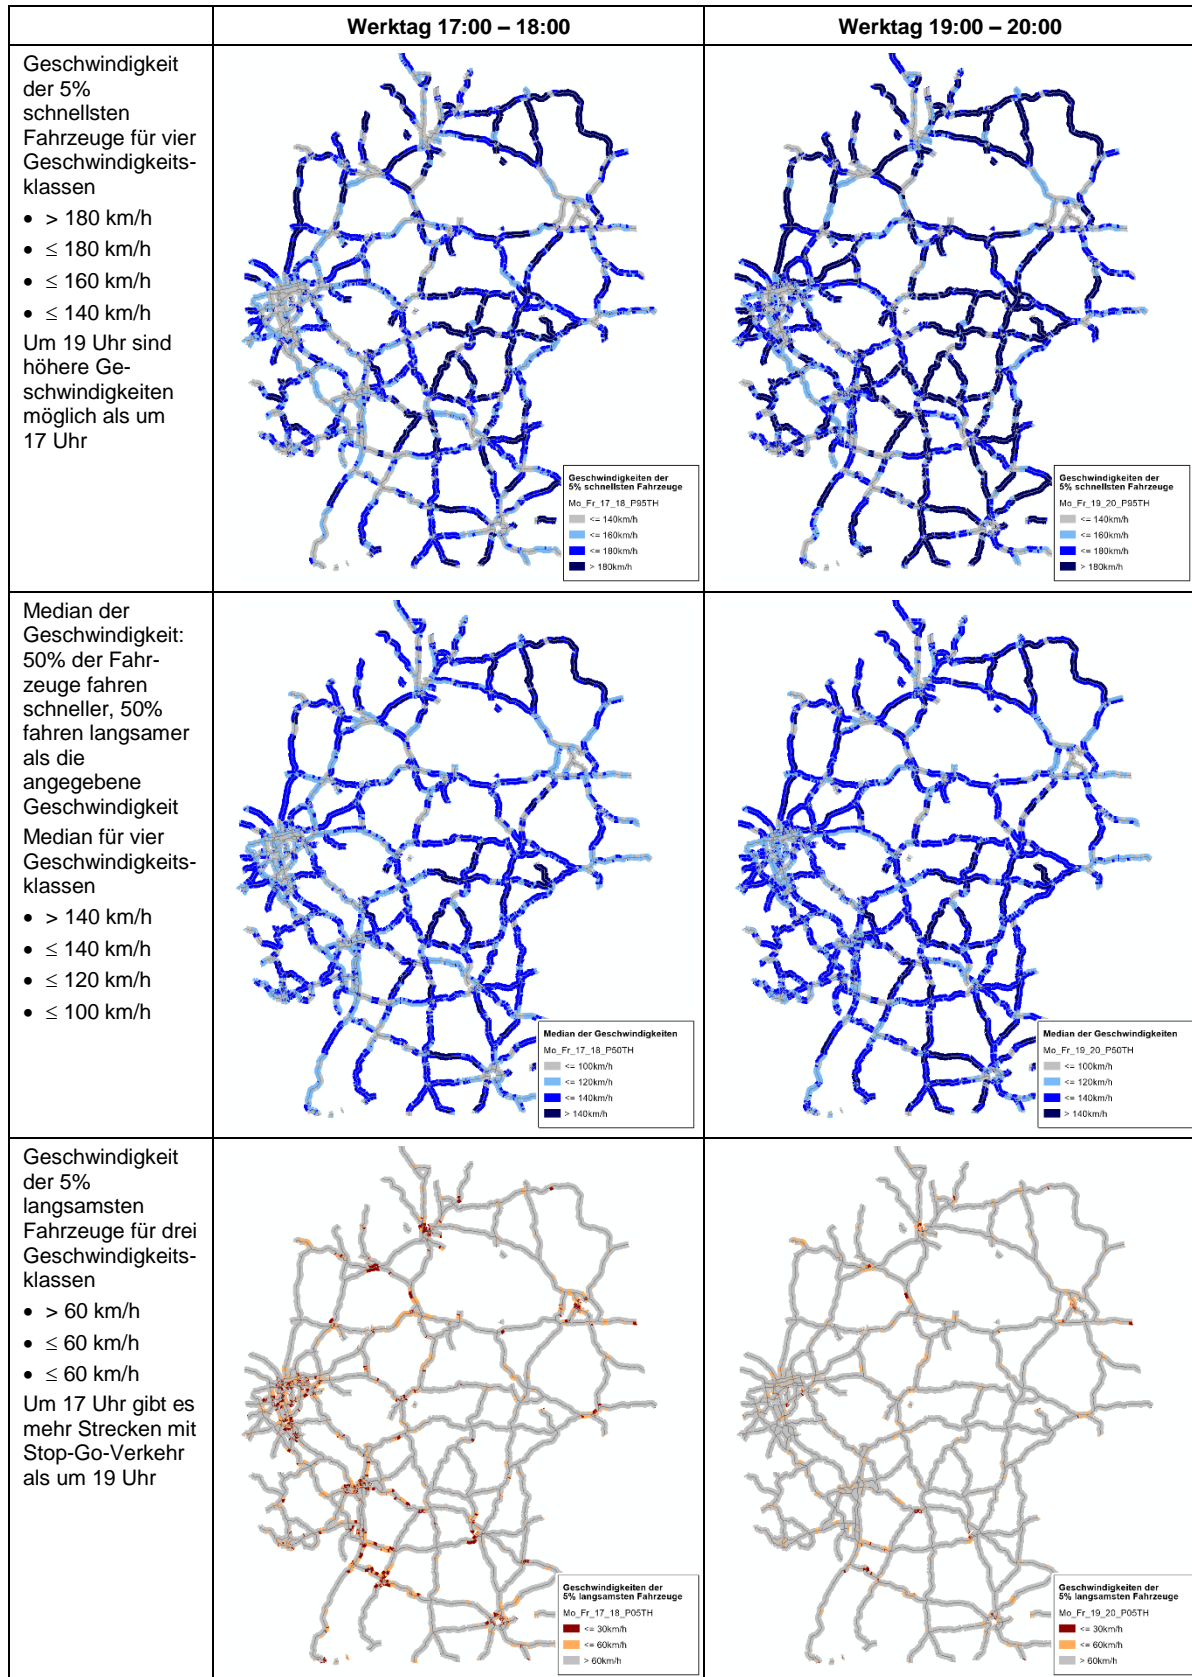 Werktag 17:00 – 18:00
Werktag 19:00 – 20:00
Geschwindigkeit
der 5%
schnellsten
Fahrzeuge für vier
Geschwindigkeits-
klassen
• > 180 km/h
• ≤ 180 km/h
• ≤ 160 km/h
• ≤ 140 km/h
Um 19 Uhr sind
höhere Ge-
schwindigkeiten
möglich als um
17 Uhr
Geschwindigkeiten der
5% schnellsten Fahrzeuge
Mo_Fr_17_18_P95TH
<= 140km/h
<= 160km/h
<= 180km/h
> 180km/h
Geschwindigkeiten der
5% schnellsten Fahrzeuge
Mo_Fr_19_20_P95TH
<= 140km/h
<= 160km/h
<= 180km/h
> 180km/h
Median der
Geschwindigkeit:
50% der Fahr-
zeuge fahren
schneller, 50%
fahren langsamer
als die
angegebene
Geschwindigkeit
Median für vier
Geschwindigkeits-
klassen
• > 140 km/h
• ≤ 140 km/h
• ≤ 120 km/h
• ≤ 100 km/h
Median der Geschwindigkeiten
Mo_Fr_17_18_P50TH
<= 100km/h
<= 120km/h
<= 140km/h
> 140km/h
Median der Geschwindigkeiten
Mo_Fr_19_20_P50TH
<= 100km/h
<= 120km/h
<= 140km/h
> 140km/h
Geschwindigkeit
der 5%
langsamsten
Fahrzeuge für drei
Geschwindigkeits-
klassen
• > 60 km/h
• ≤ 60 km/h
• ≤ 60 km/h
Um 17 Uhr gibt es
mehr Strecken mit
Stop-Go-Verkehr
als um 19 Uhr
Geschwindigkeiten der
5% langsamsten Fahrzeuge
Mo_Fr_17_18_P05TH
<= 30km/h
<= 60km/h
> 60km/h
Geschwindigkeiten der
5% langsamsten Fahrzeuge
Mo_Fr_19_20_P05TH
<= 30km/h
<= 60km/h
> 60km/h